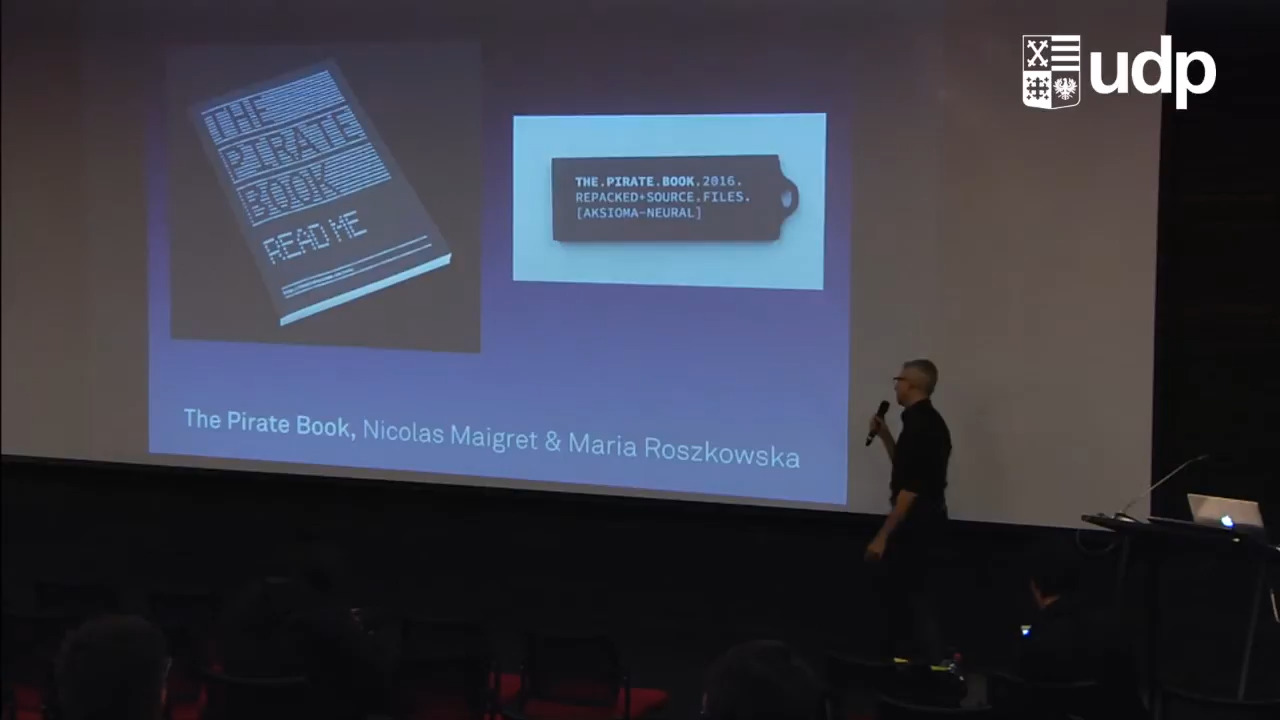 udp
THE
PIRATE
BOOK
READ ME
THE.PIRATE.BOOK.2016.
REPACKED+SOURCE.FILES.
[AKSIOMA-NEURAL]
The Pirate Book, Nicolas Maigret & Maria Roszkowska